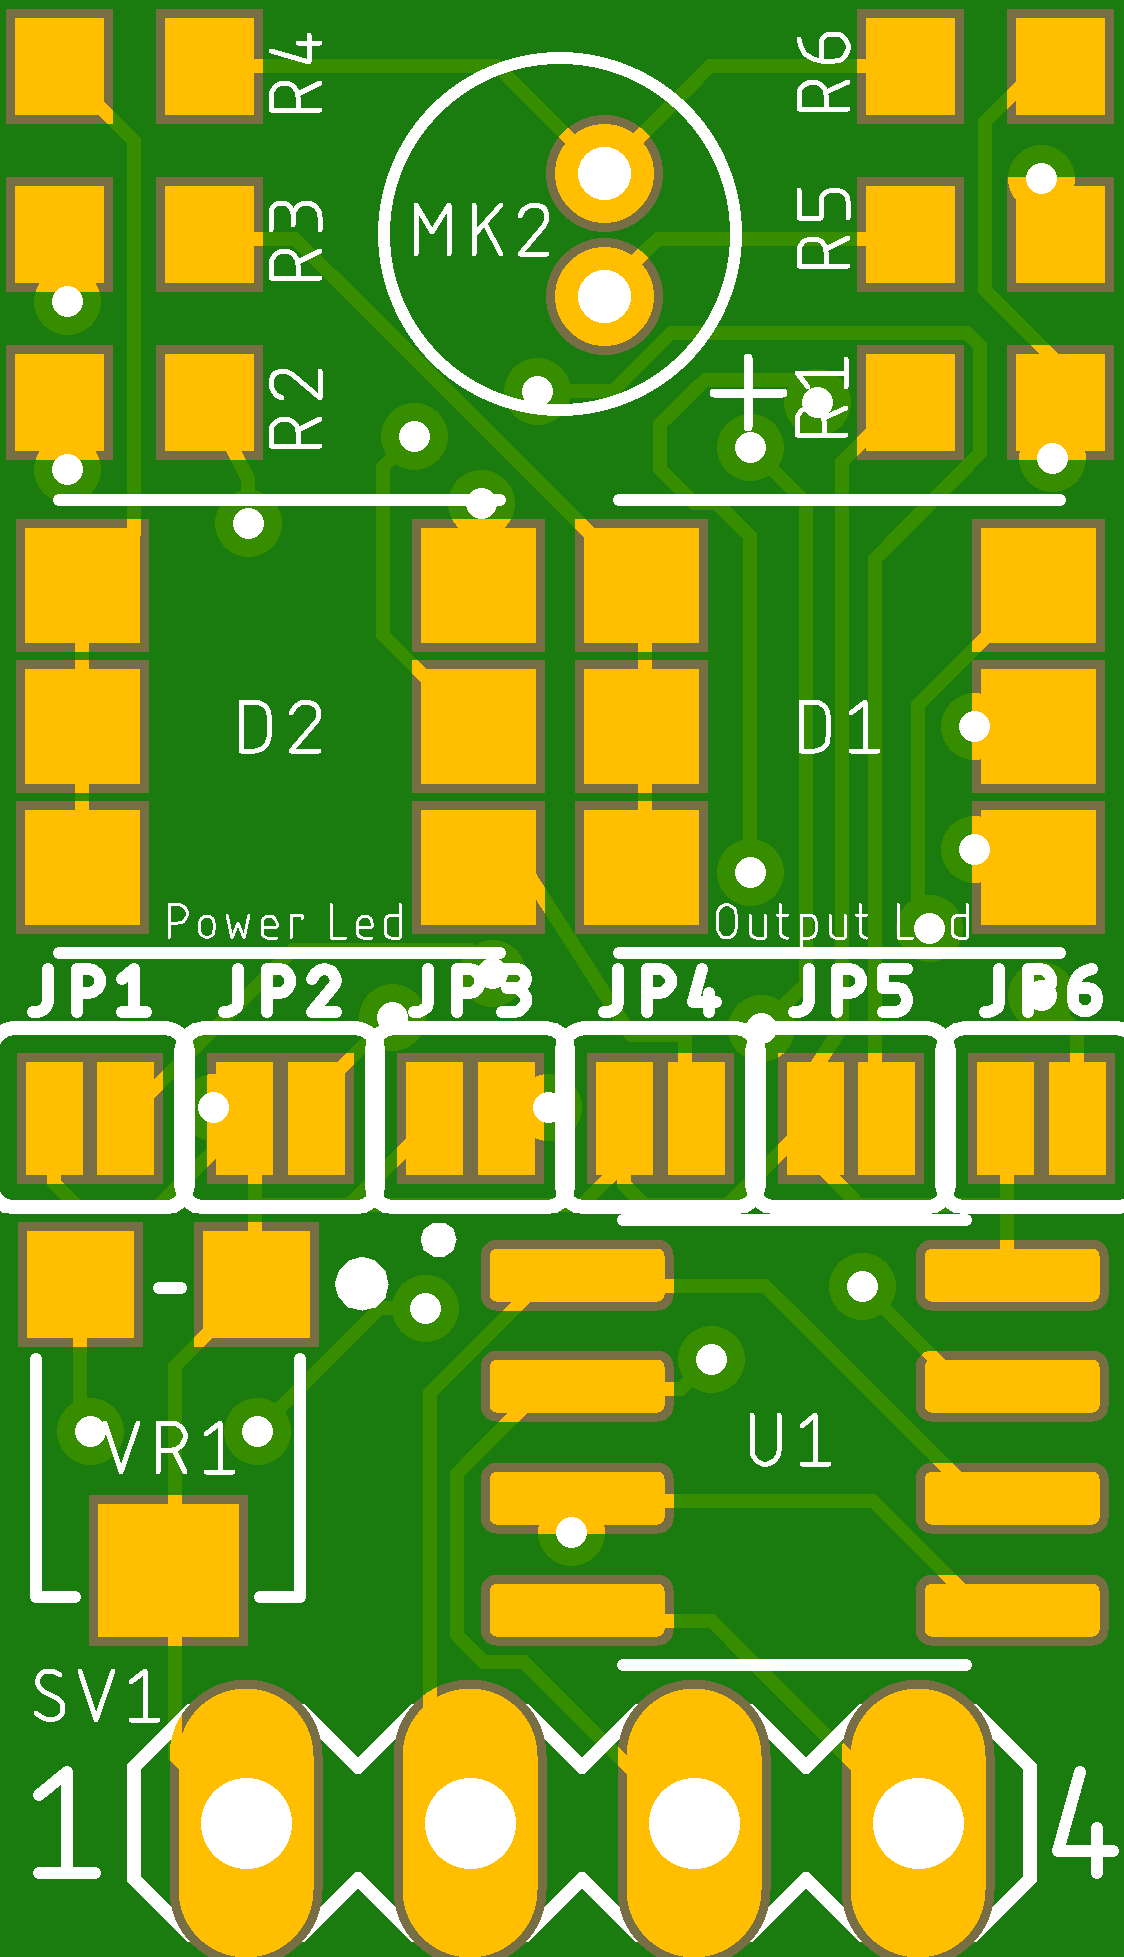 R4
R6
R3
MK2
R5
R2
+
R1
D2
D1
Power Led
Output Led
JP1 JP2 JP3 JP4 JP5 JP6
-
VR1
U1
SV1
1
4